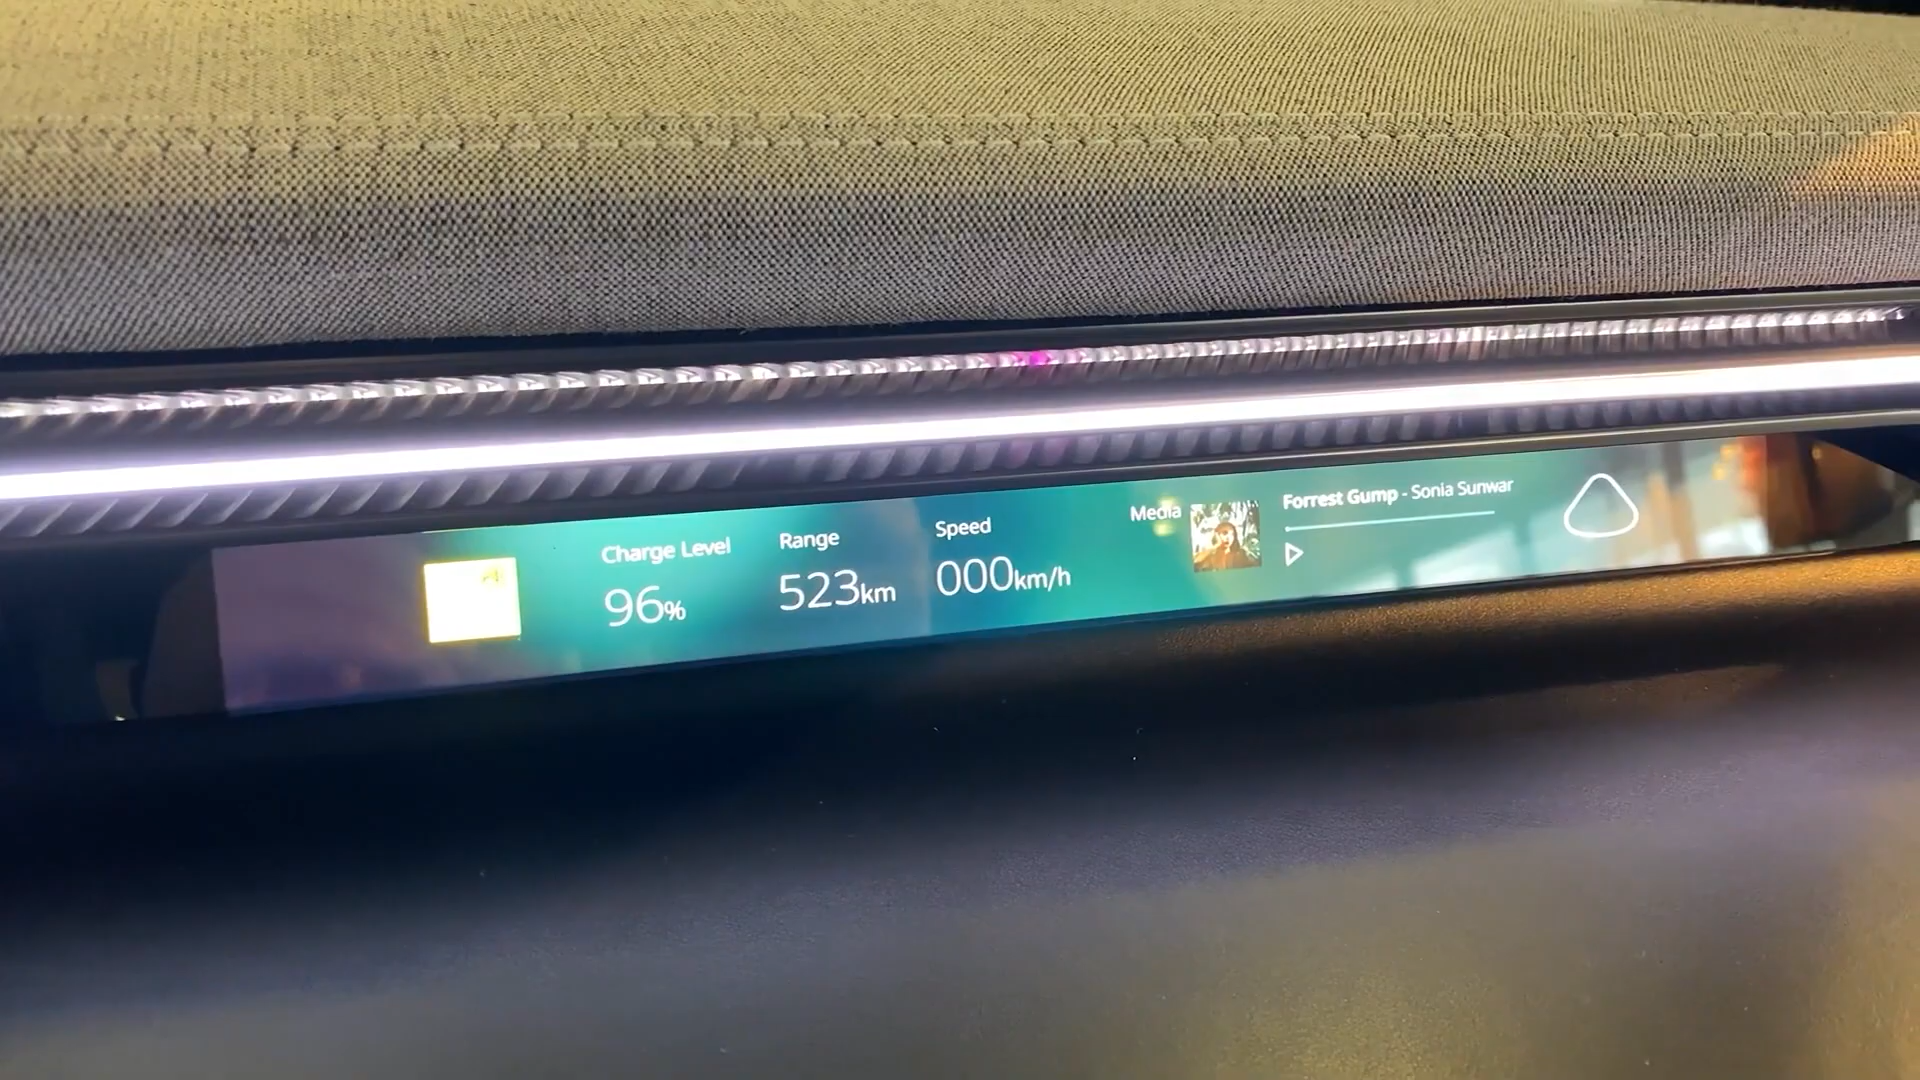 Charge Level
96%
Range
523km
Speed
000km/h
Media
Forrest Gump - Sonia Sunwar